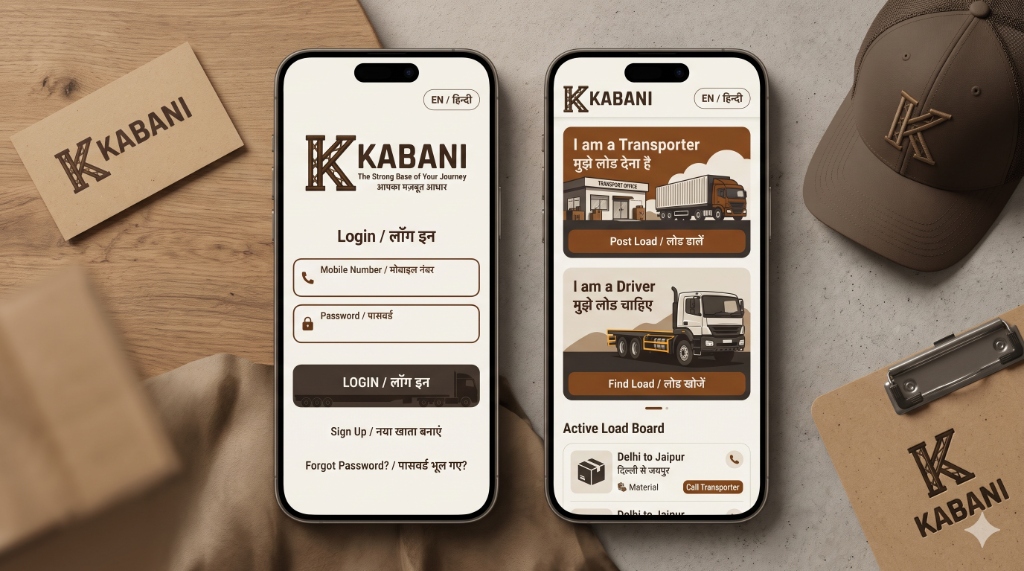 KABANI
EN / हिन्दी
KABANI
The Strong Base of Your Journey
आपका मज़बूत आधार
Login / लॉग इन
Mobile Number / मोबाइल नंबर
Password / पासवर्ड
LOGIN / लॉग इन
Sign Up / नया खाता बनाएं
Forgot Password? / पासवर्ड भूल गए?
KABANI
EN / हिन्दी
I am a Transporter
मुझे लोड देना है
TRANSPORT OFFICE
Post Load / लोड डालें
I am a Driver
मुझे लोड चाहिए
Find Load / लोड खोजें
Active Load Board
Delhi to Jaipur
दिल्ली से जयपुर
Material
Call Transporter
Delhi to Jaipur
K
K
KABANI